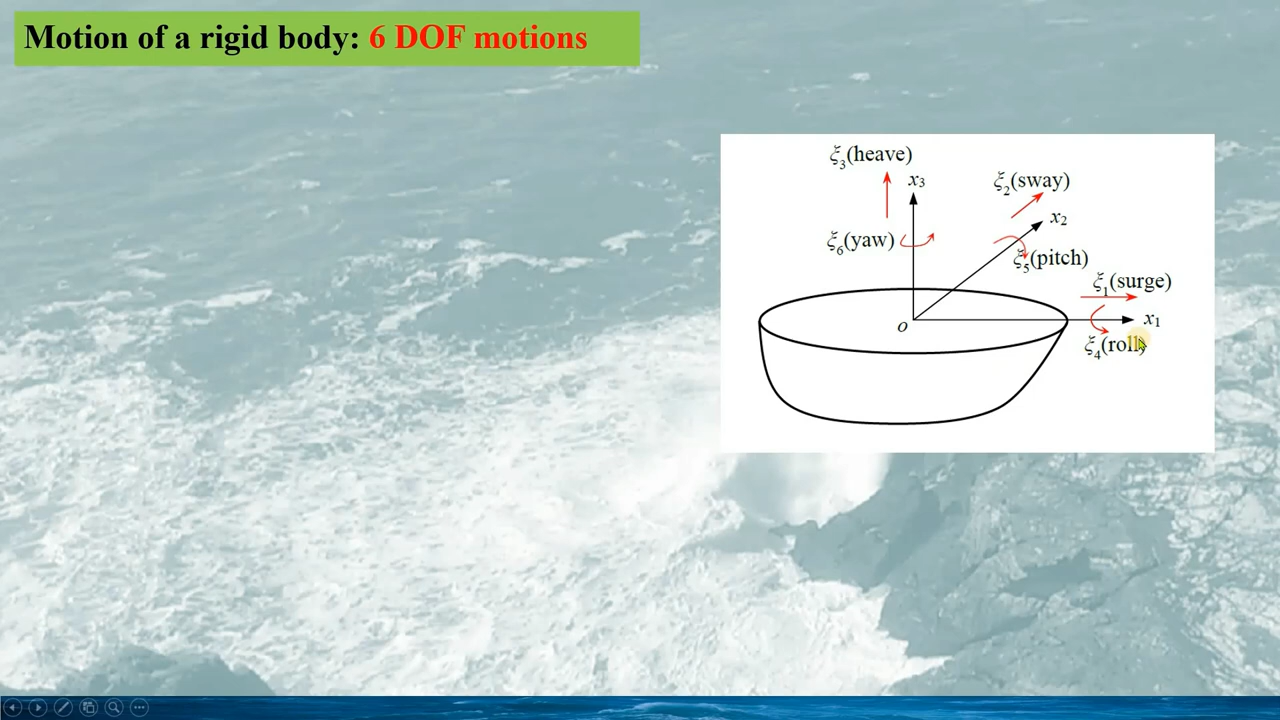 Motion of a rigid body: 6 DOF motions
ξ3(heave)
x3
ξ2(sway)
x2
ξ6(yaw)
ξ5(pitch)
ξ1(surge)
x1
o
ξ4(roll)